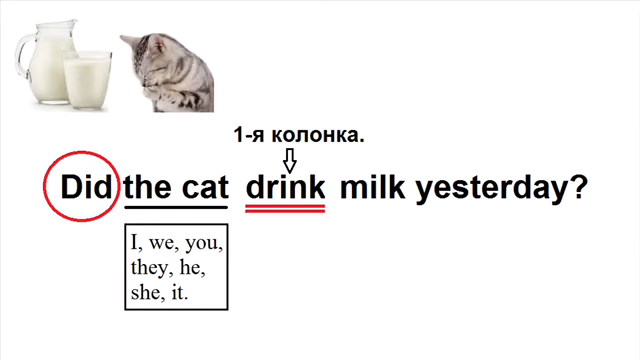 1-я колонка.
Did the cat drink milk yesterday?
I, we, you,
they, he,
she, it.